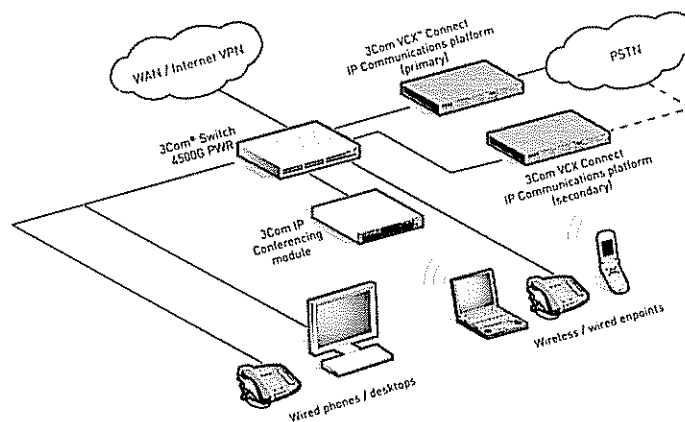 WAN / Internet VPN
3Com VCX™ Connect
IP Communications platform
(primary)
PSTN
3Com® Switch
4500G PWR
3Com VCX Connect
IP Communications platform
(secondary)
3Com IP
Conferencing
module
Wireless / wired enpoints
Wired phones / desktops